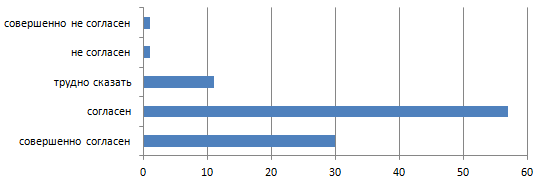 совершенно не согласен
не согласен
трудно сказать
согласен
совершенно согласен
0 10 20 30 40 50 60